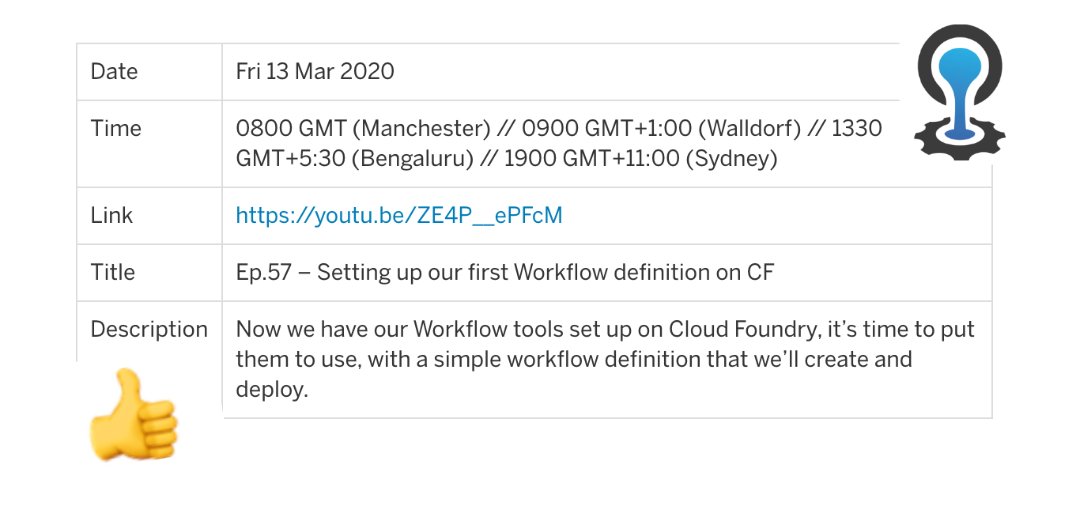 Date
Fri 13 Mar 2020
Time
0800 GMT (Manchester) // 0900 GMT+1:00 (Walldorf) // 1330
GMT+5:30 (Bengaluru) // 1900 GMT+11:00 (Sydney)
Link
https://youtu.be/ZE4P__ePFcM
Title
Ep.57 – Setting up our first Workflow definition on CF
Description
Now we have our Workflow tools set up on Cloud Foundry, it’s time to put
them to use, with a simple workflow definition that we’ll create and
deploy.